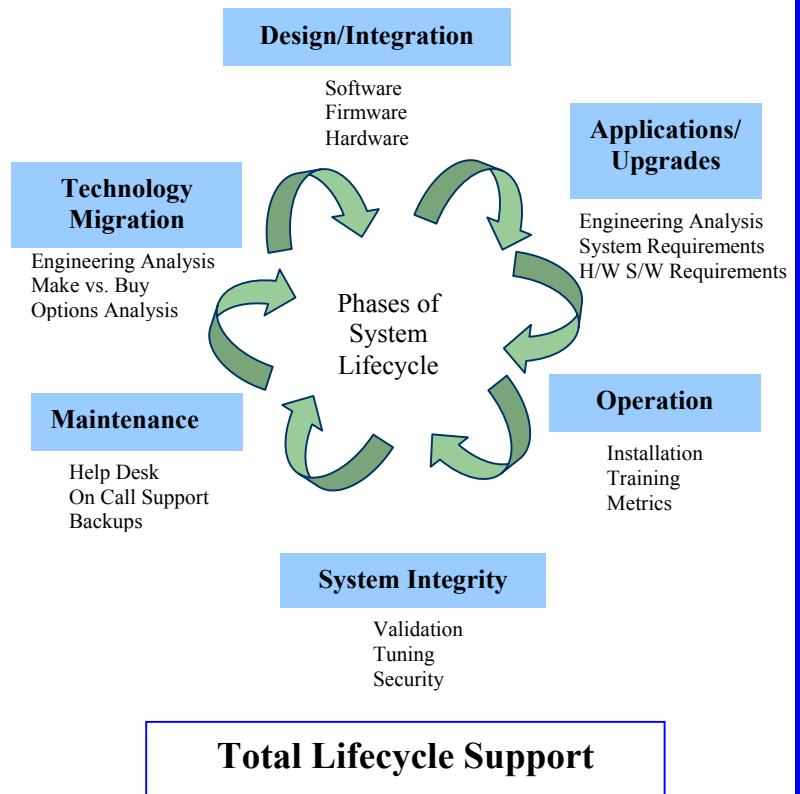 Design/Integration
Software
Firmware
Hardware
Applications/
Upgrades
Engineering Analysis
System Requirements
H/W S/W Requirements
Technology
Migration
Engineering Analysis
Make vs. Buy
Options Analysis
Phases of
System
Lifecycle
Operation
Installation
Training
Metrics
Maintenance
Help Desk
On Call Support
Backups
System Integrity
Validation
Tuning
Security
Total Lifecycle Support